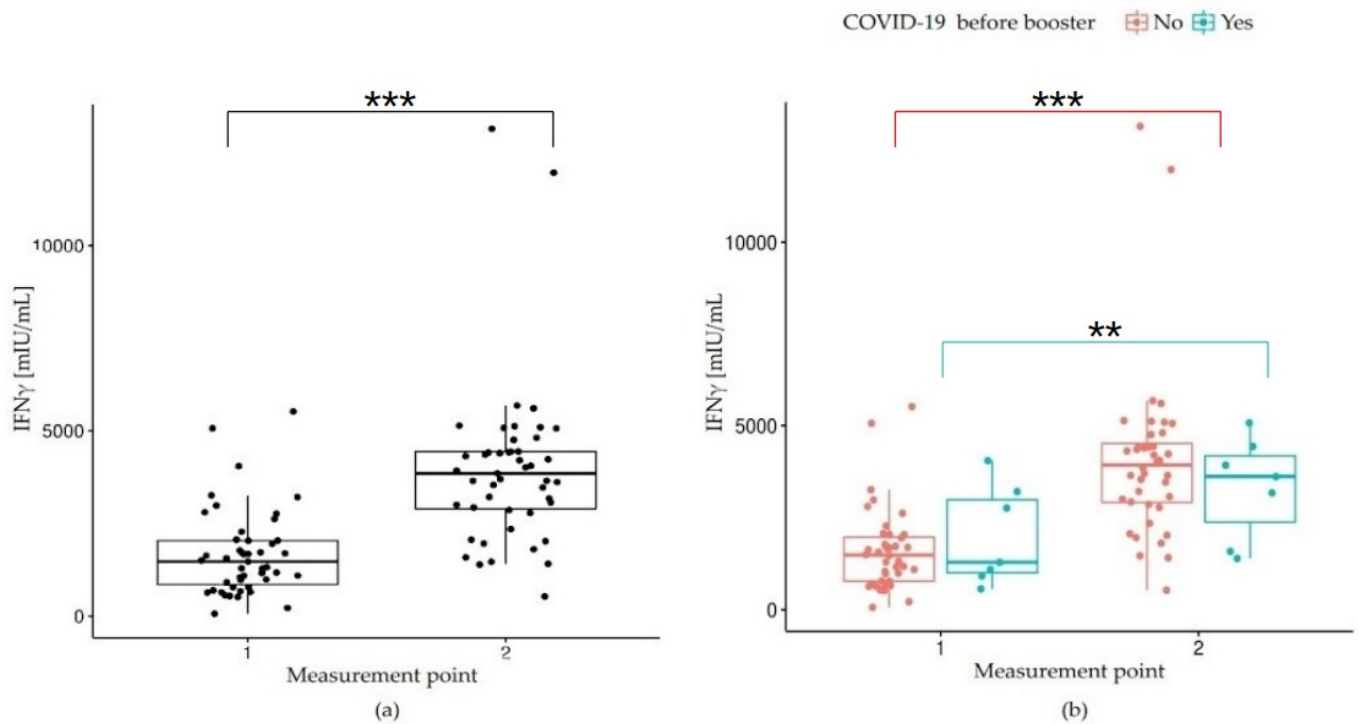 COVID-19 before booster No Yes
*** ***
10000 10000
**
IFNγ [mIU/mL] IFNγ [mIU/mL
5000 5000
0 0
1 2 1 2
Measurement point Measurement point
(a) (b)